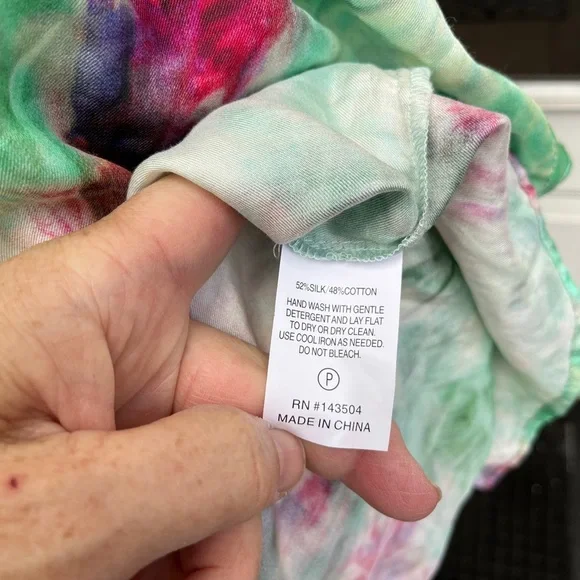 52%SILK/48%COTTON
HAND WASH WITH GENTLE
DETERGENT AND LAY FLAT
TO DRY OR DRY CLEAN.
USE COOL IRON AS NEEDED.
DO NOT BLEACH.
P
RN #143504
MADE IN CHINA